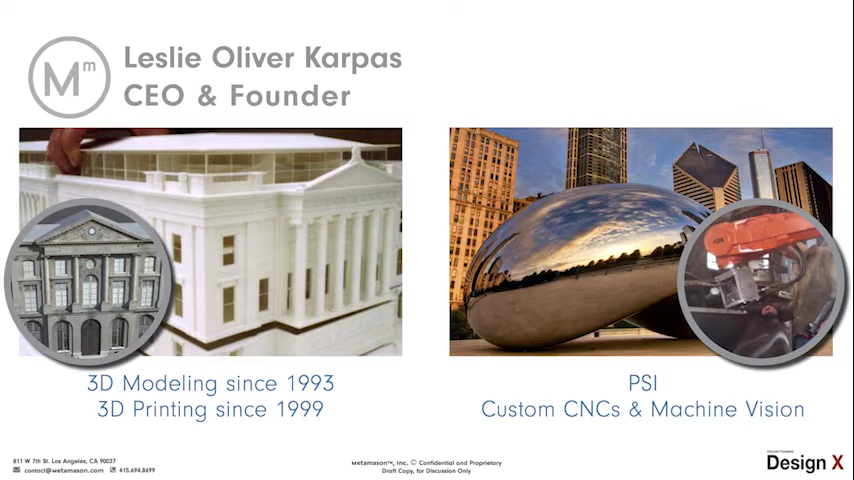 Mm
Leslie Oliver Karpas
CEO & Founder
3D Modeling since 1993
3D Printing since 1999
PSI
Custom CNCs & Machine Vision
811 W 7th St. Los Angeles, CA 90027
contact@Metamason.com 415.694.8699
Metamason™, Inc. © Confidential and Proprietary
Draft Copy, for Discussion Only
Design X